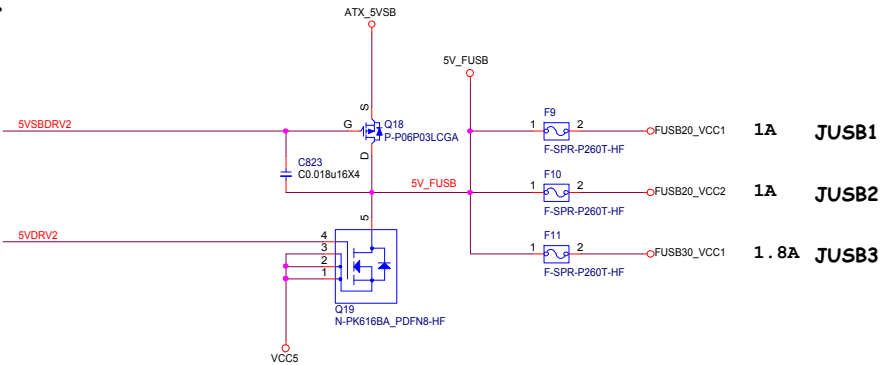 ATX_5VSB
5V_FUSB
S
5VSBDRV2
G
Q18
P-P06P03LCGA
D
C823
C0.018u16X4
5V_FUSB
F9
1
2
F-SPR-P260T-HF
FUSB20_VCC1
1A
JUSB1
F10
1
2
F-SPR-P260T-HF
FUSB20_VCC2
1A
JUSB2
F11
1
2
F-SPR-P260T-HF
FUSB30_VCC1
1.8A
JUSB3
5
5VDRV2
4
3
2
1
Q19
N-PK616BA_PDFN8-HF
VCC5